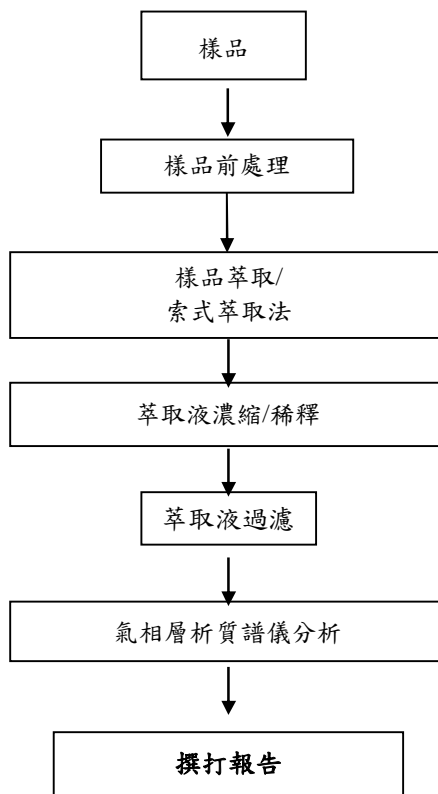 樣品
樣品前處理
樣品萃取/
索式萃取法
萃取液濃縮/稀釋
萃取液過濾
氣相層析質譜儀分析
撰打報告